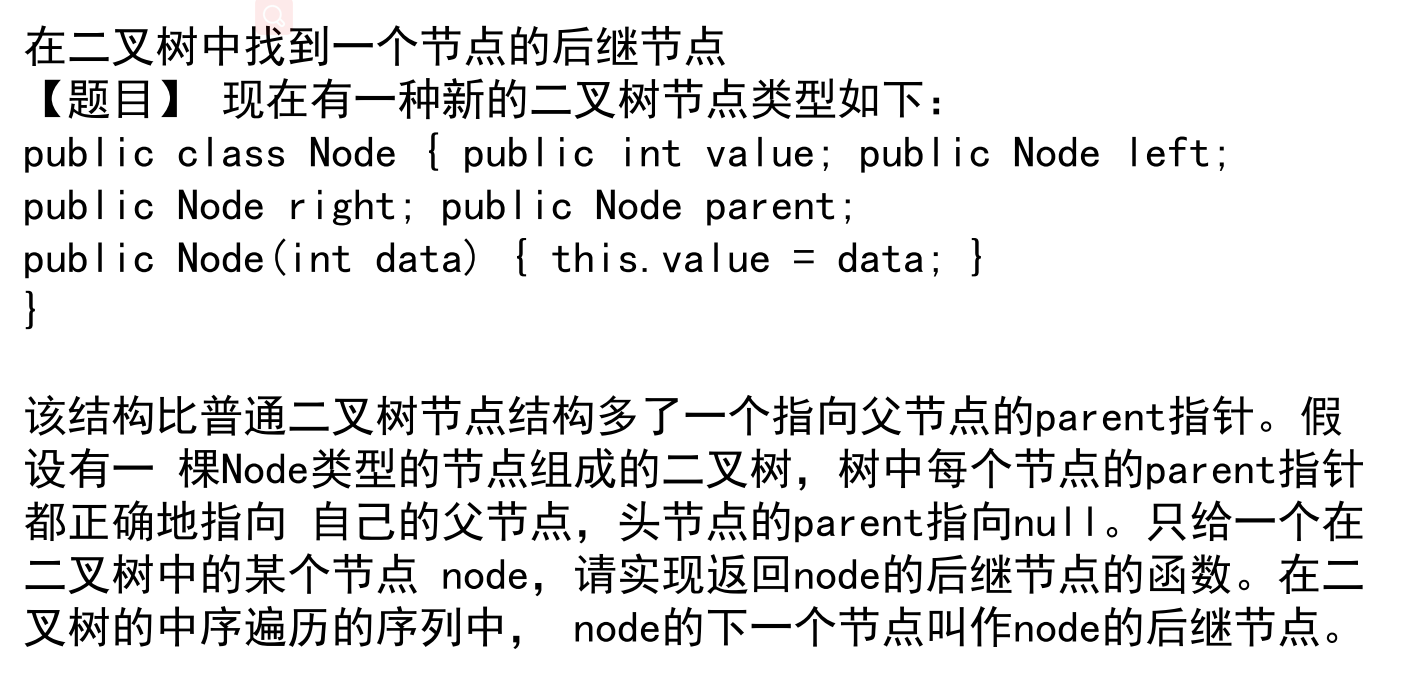 在二叉树中找到一个节点的后继节点
【题目】 现在有一种新的二叉树节点类型如下：
public class Node { public int value; public Node left;
public Node right; public Node parent;
public Node(int data) { this.value = data; }
}
该结构比普通二叉树节点结构多了一个指向父节点的parent指针。假
设有一 棵Node类型的节点组成的二叉树，树中每个节点的parent指针
都正确地指向 自己的父节点，头节点的parent指向null。只给一个在
二叉树中的某个节点 node，请实现返回node的后继节点的函数。在二
叉树的中序遍历的序列中， node的下一个节点叫作node的后继节点。